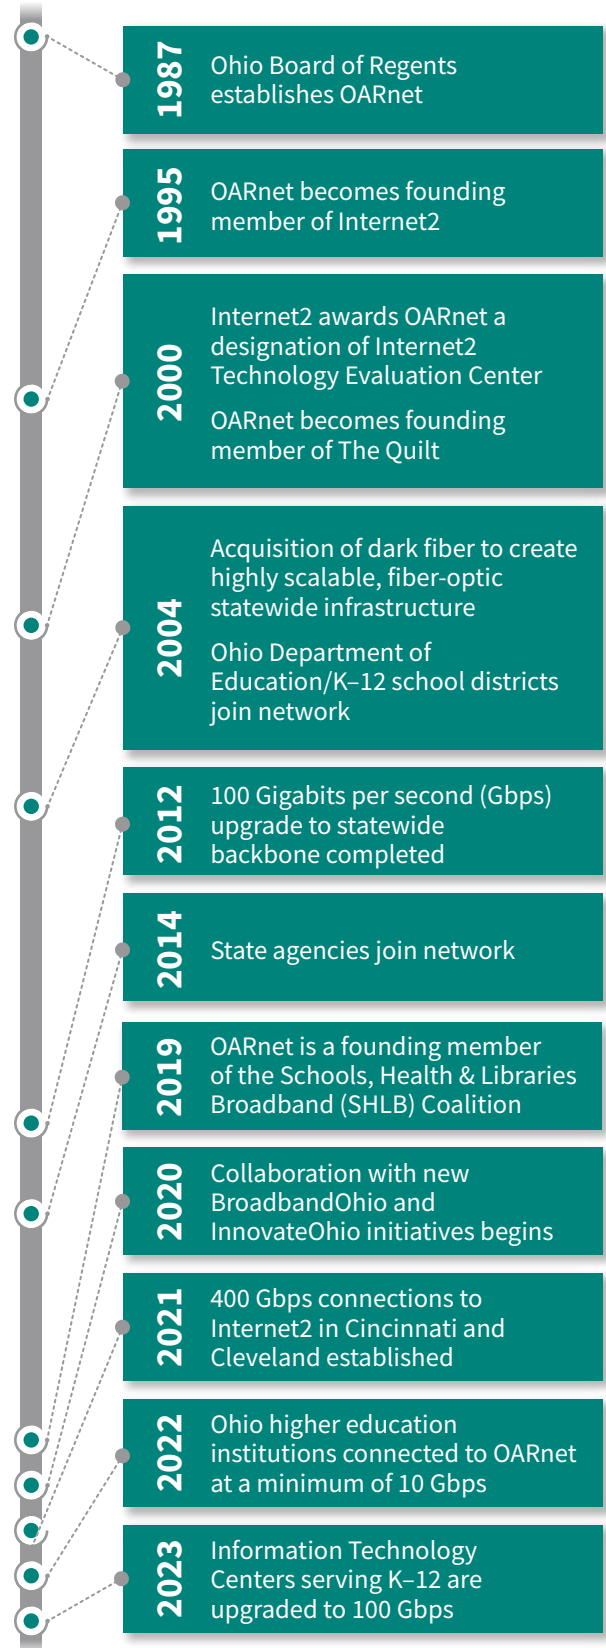 1987
Ohio Board of Regents
establishes OARnet
1995
OARnet becomes founding
member of Internet2
2000
Internet2 awards OARnet a
designation of Internet2
Technology Evaluation Center
OARnet becomes founding
member of The Quilt
2004
Acquisition of dark fiber to create
highly scalable, fiber-optic
statewide infrastructure
Ohio Department of
Education/K–12 school districts
join network
2012
100 Gigabits per second (Gbps)
upgrade to statewide
backbone completed
2014
State agencies join network
2019
OARnet is a founding member
of the Schools, Health & Libraries
Broadband (SHLB) Coalition
2020
Collaboration with new
BroadbandOhio and
InnovateOhio initiatives begins
2021
400 Gbps connections to
Internet2 in Cincinnati and
Cleveland established
2022
Ohio higher education
institutions connected to OARnet
at a minimum of 10 Gbps
2023
Information Technology
Centers serving K–12 are
upgraded to 100 Gbps